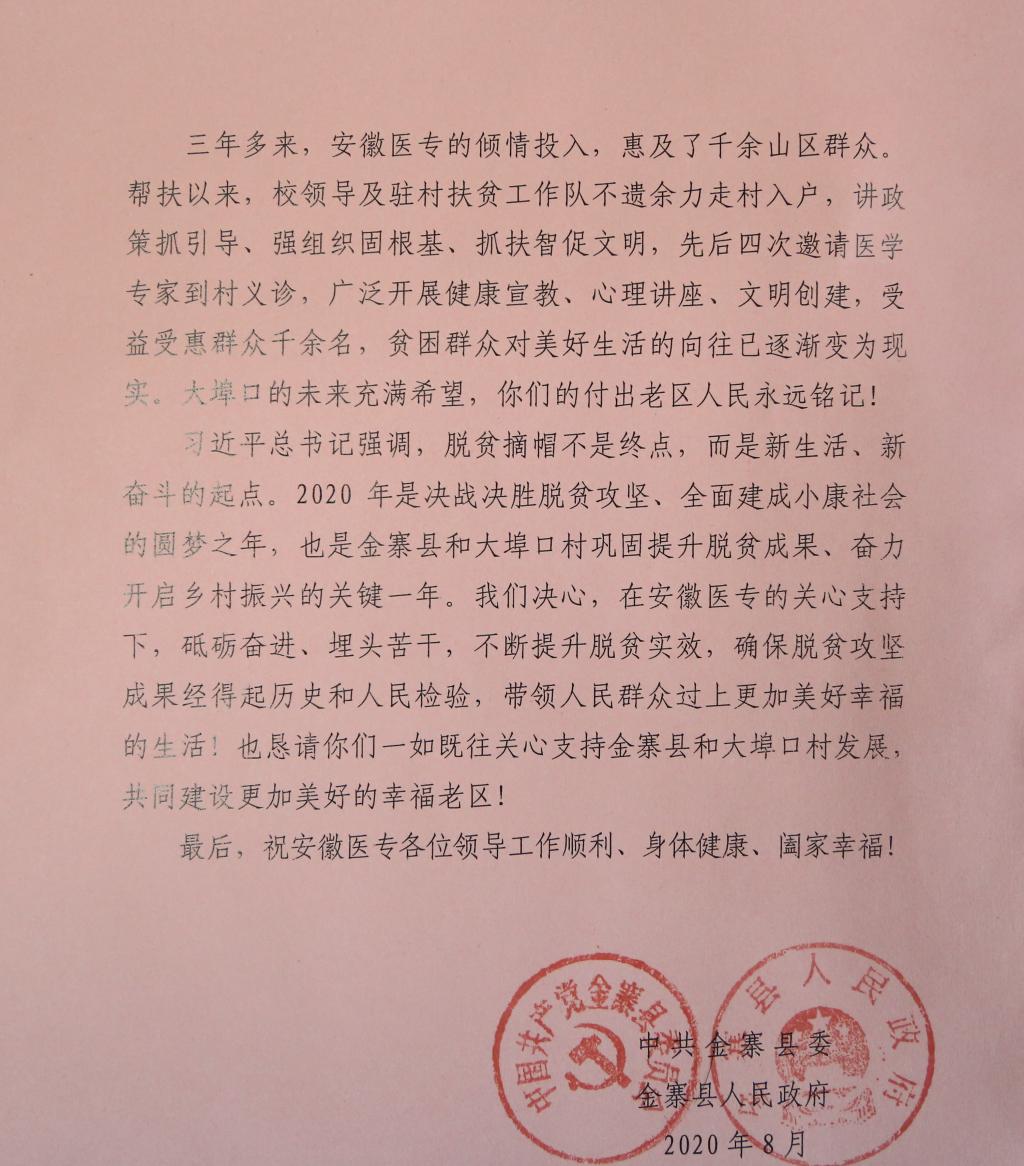 三年多来，安徽医专的倾情投入，惠及了千余山区群众。
帮扶以来，校领导及驻村扶贫工作队不遗余力走村入户，讲政
策抓引导、强组织固根基、抓扶智促文明，先后四次邀请医学
专家到村义诊，广泛开展健康宣教、心理讲座、文明创建，受
益受惠群众千余名，贫困群众对美好生活的向往已逐渐变为现
实。大埠口的未来充满希望，你们的付出老区人民永远铭记！
习近平总书记强调，脱贫摘帽不是终点，而是新生活、新
奋斗的起点。2020 年是决战决胜脱贫攻坚、全面建成小康社会
的圆梦之年，也是金寨县和大埠口村巩固提升脱贫成果、奋力
开启乡村振兴的关键一年。我们决心，在安徽医专的关心支持
下，砥砺奋进、埋头苦干，不断提升脱贫实效，确保脱贫攻坚
成果经得起历史和人民检验，带领人民群众过上更加美好幸福
的生活！也恳请你们一如既往关心支持金寨县和大埠口村发展，
共同建设更加美好的幸福老区！
最后，祝安徽医专各位领导工作顺利、身体健康、阖家幸福！
中国共产党金寨县委员会
金寨县人民政府
中共金寨县委
金寨县人民政府
2020 年 8 月